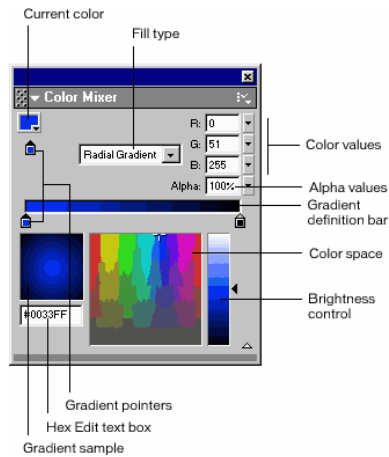 Current color
Fill type
Color Mixer
R: 0
Radial Gradient
G: 51
Color values
B: 255
Alpha: 100%
Alpha values
Gradient
definition bar
Color space
Brightness
control
#0033FF
Gradient pointers
Hex Edit text box
Gradient sample